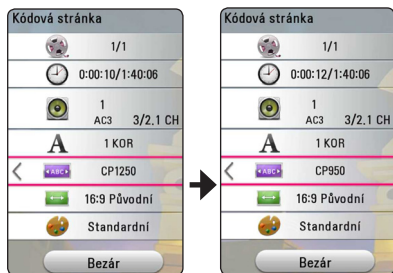 Kódová stránka
1/1
0:00:10/1:40:06
1
AC3 3/2.1 CH
A 1 KOR
ABC CP1250
16:9 Původní
Standardní
Bezár
Kódová stránka
1/1
0:00:12/1:40:06
1
AC3 3/2.1 CH
A 1 KOR
ABC CP950
16:9 Původní
Standardní
Bezár